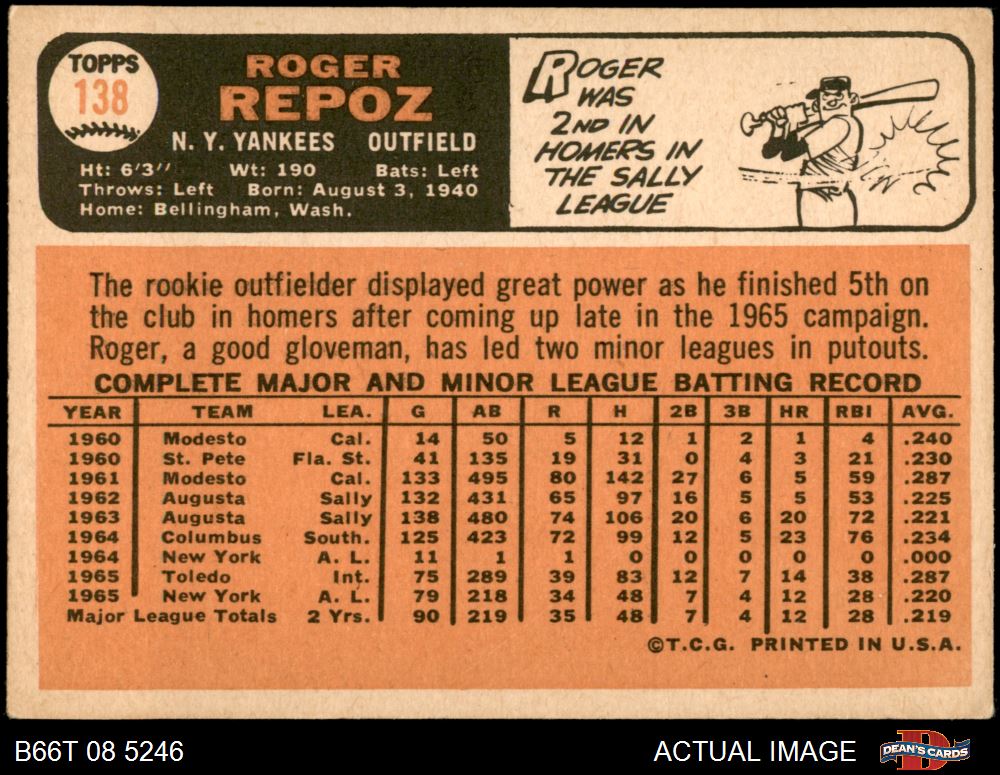 TOPPS
138
ROGER
REPOZ
N. Y. YANKEES OUTFIELD
Ht: 6'3" Wt: 190 Bats: Left
Throws: Left Born: August 3, 1940
Home: Bellingham, Wash.
ROGER
WAS
2ND IN
HOMERS IN
THE SALLY
LEAGUE
The rookie outfielder displayed great power as he finished 5th on
the club in homers after coming up late in the 1965 campaign.
Roger, a good gloveman, has led two minor leagues in putouts.
COMPLETE MAJOR AND MINOR LEAGUE BATTING RECORD
YEAR TEAM LEA. G AB R H 2B 3B HR RBI AVG.
1960 Modesto Cal. 14 50 5 12 1 2 1 4 .240
1960 St. Pete Fla. St. 41 135 19 31 0 4 3 21 .230
1961 Modesto Cal. 133 495 80 142 27 6 5 59 .287
1962 Augusta Sally 132 431 65 97 16 5 5 53 .225
1963 Augusta Sally 138 480 74 106 20 6 20 72 .221
1964 Columbus South. 125 423 72 99 12 5 23 76 .234
1964 New York A. L. 11 1 1 0 0 0 0 0 .000
1965 Toledo Int. 75 289 39 83 12 7 14 38 .287
1965 New York A. L. 79 218 34 48 7 4 12 28 .220
Major League Totals 2 Yrs. 90 219 35 48 7 4 12 28 .219
©T.C.G. PRINTED IN U.S.A.
B66T 08 5246 ACTUAL IMAGE DEAN'S CARDS